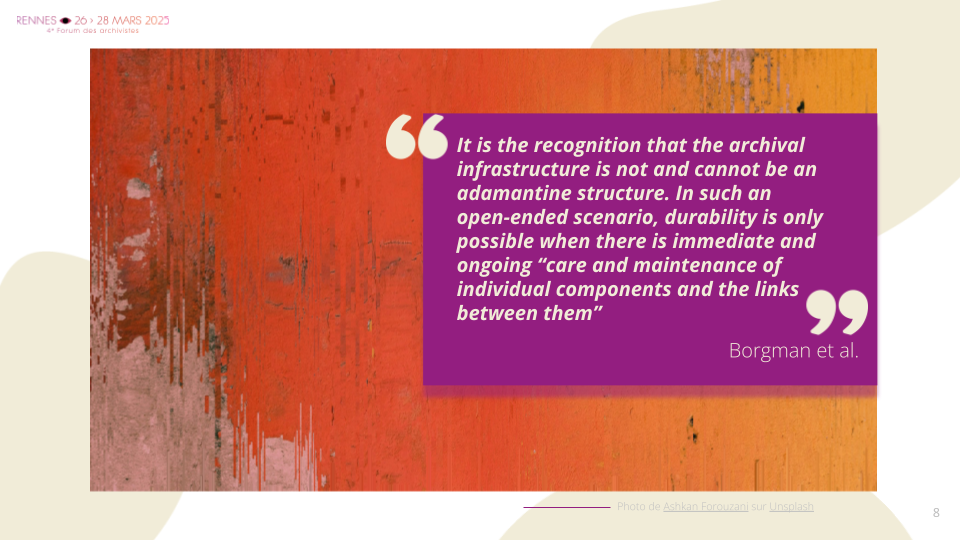 RENNES 26 > 28 MARS 2025
4e Forum des archivistes
It is the recognition that the archival
infrastructure is not and cannot be an
adamantine structure. In such an
open-ended scenario, durability is only
possible when there is immediate and
ongoing “care and maintenance of
individual components and the links
between them”
Borgman et al.
Photo de Ashkan Forouzani sur Unsplash
8